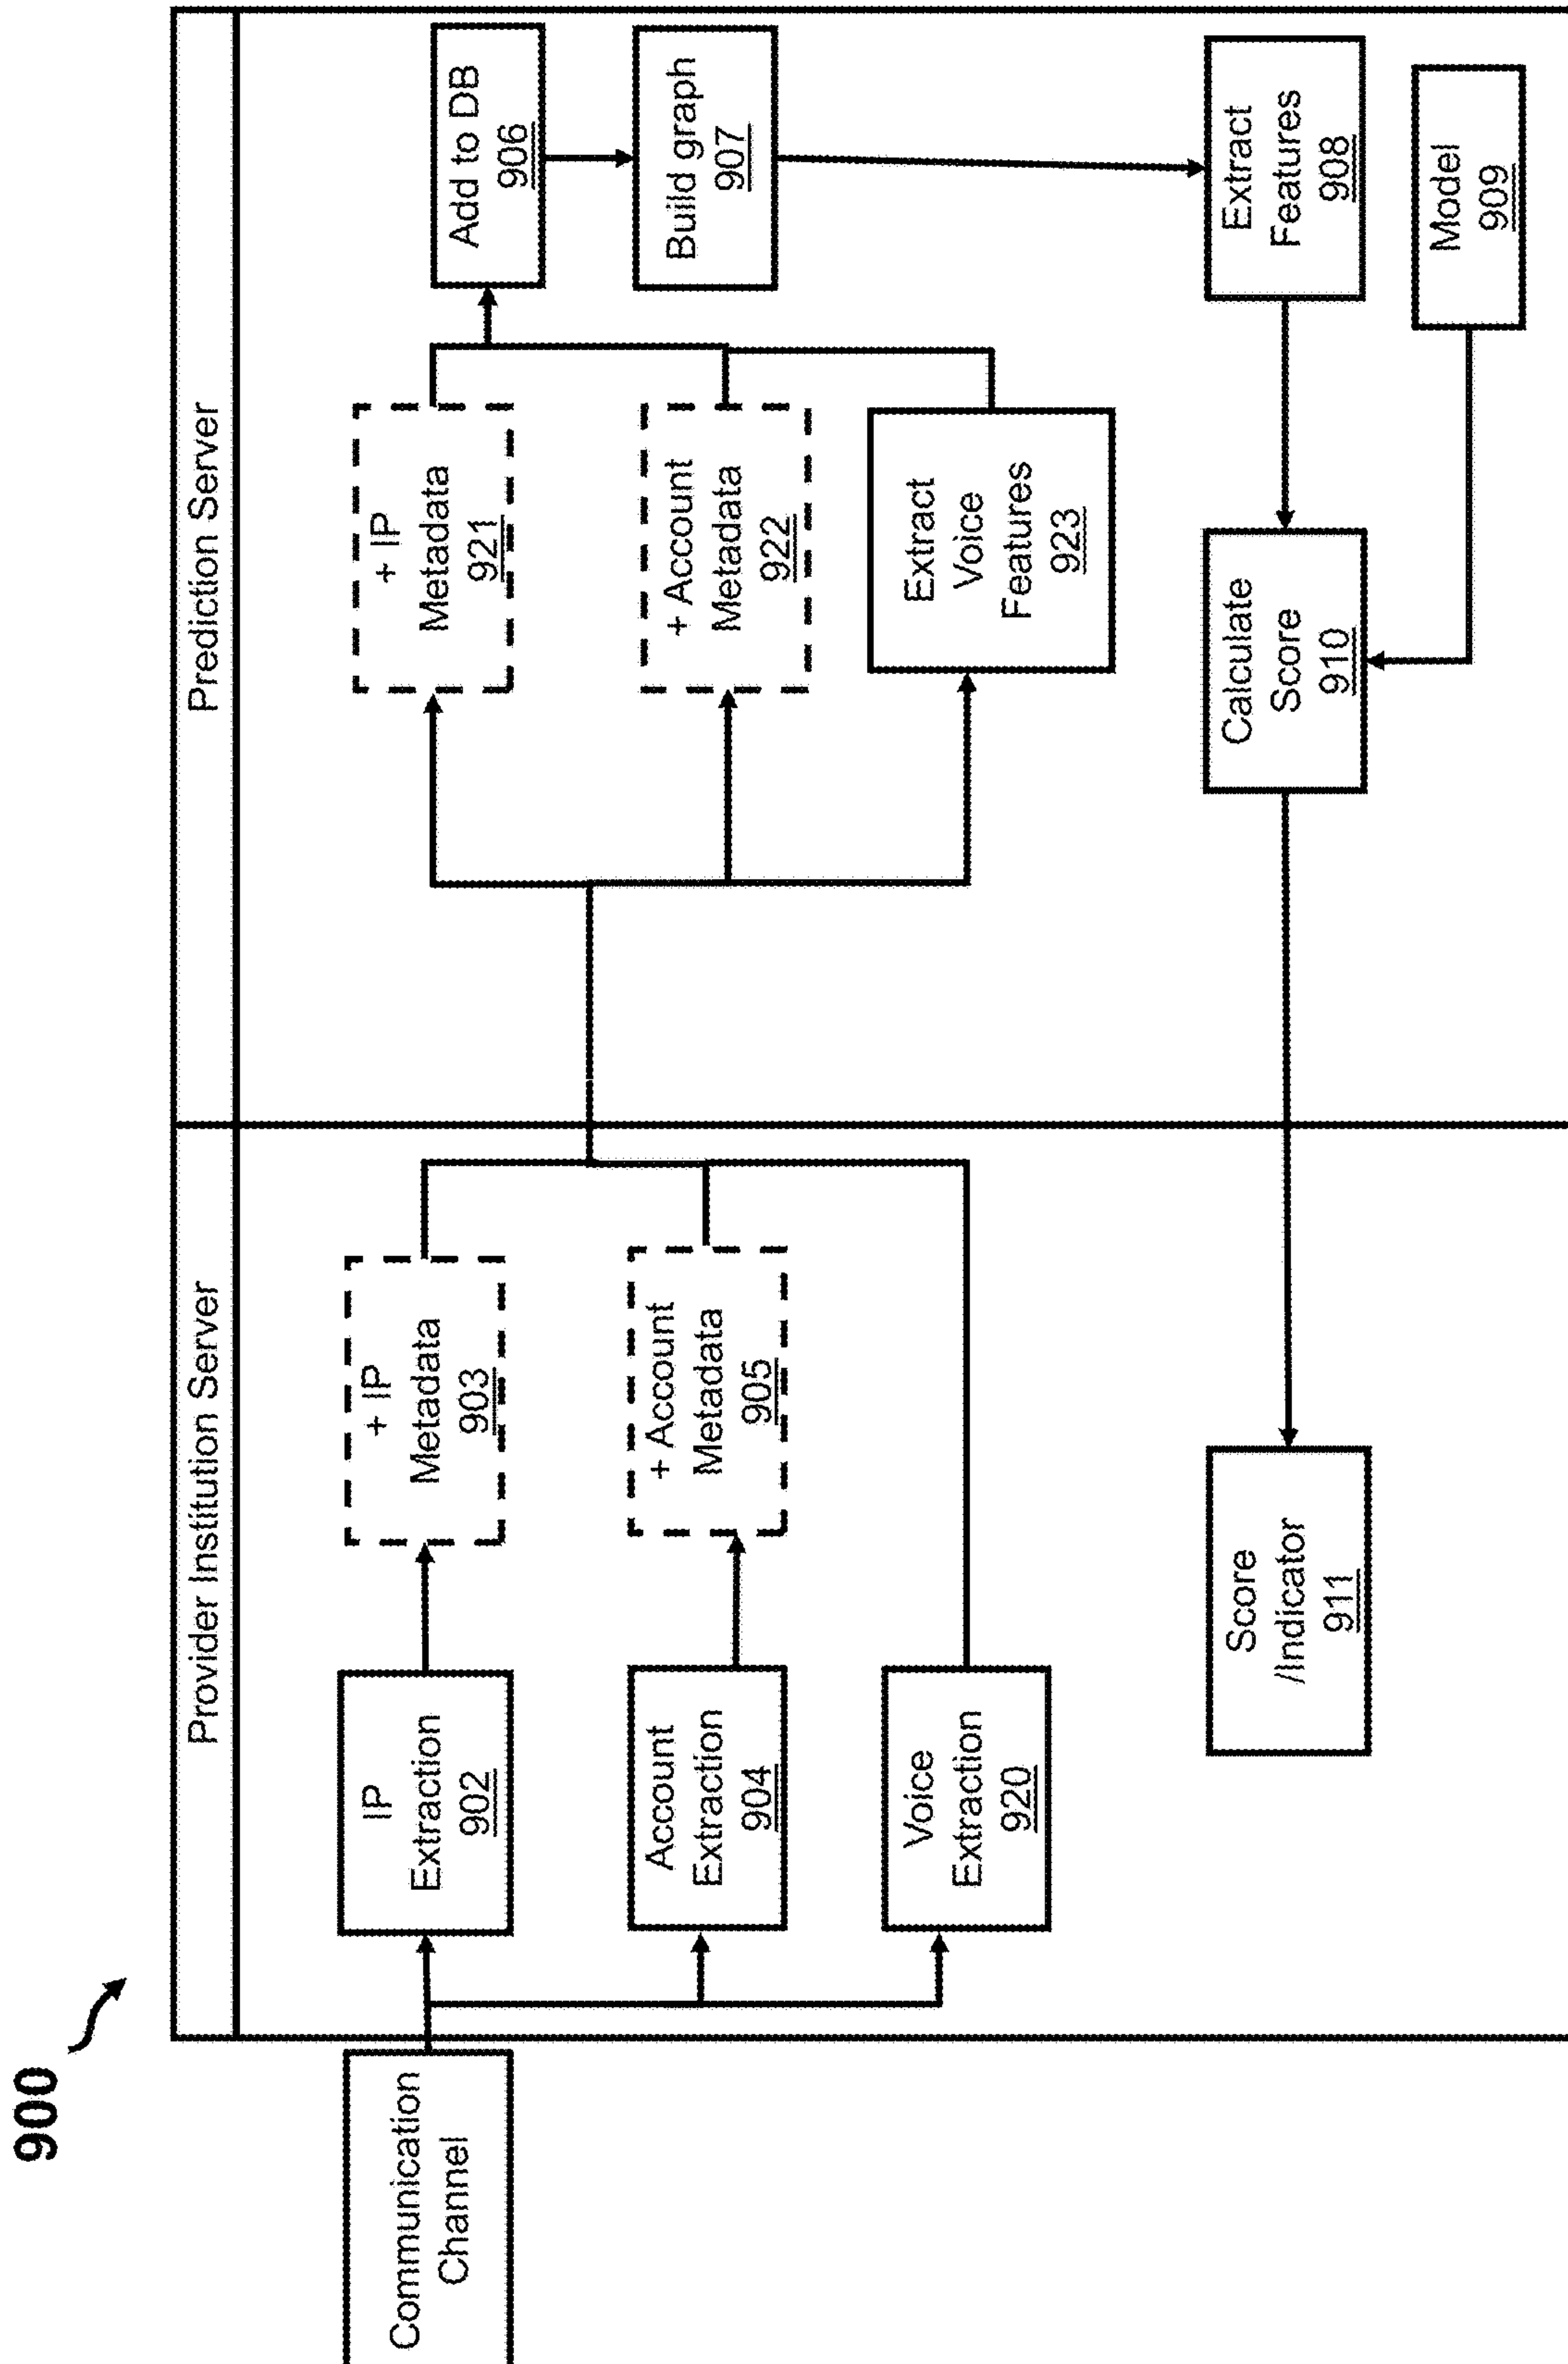 900
Communication
Channel
Provider Institution Server
IP
Extraction
902
+ IP
Metadata
903
Account
Extraction
904
+ Account
Metadata
905
Voice
Extraction
920
Score
/Indicator
911
Prediction Server
+ IP
Metadata
921
+ Account
Metadata
922
Extract
Voice
Features
923
Add to DB
906
Build graph
907
Extract
Features
908
Model
909
Calculate
Score
910